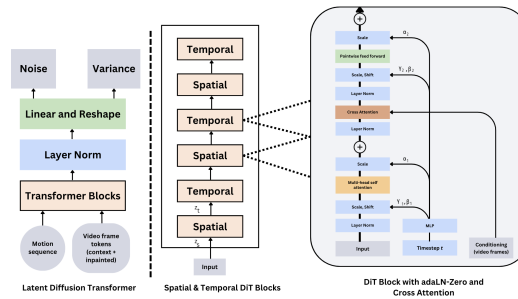 Noise
Variance
Linear and Reshape
Layer Norm
Transformer Blocks
Motion
sequence
Video frame
tokens
(context +
inpainted)
Latent Diffusion Transformer
Temporal
Spatial
Temporal
Spatial
Temporal
z_t
Spatial
z_s
Input
Spatial & Temporal DiT Blocks
Scale
α₂
Pointwise feed forward
Scale, Shift
γ₂,β₂
Layer Norm
Cross Attention
Layer Norm
Scale
α₁
Multi-head self
attention
Scale, Shift
γ₁,β₁
Layer Norm
MLP
Input
Timestep t
Conditioning
(video frames)
DiT Block with adaLN-Zero and
Cross Attention